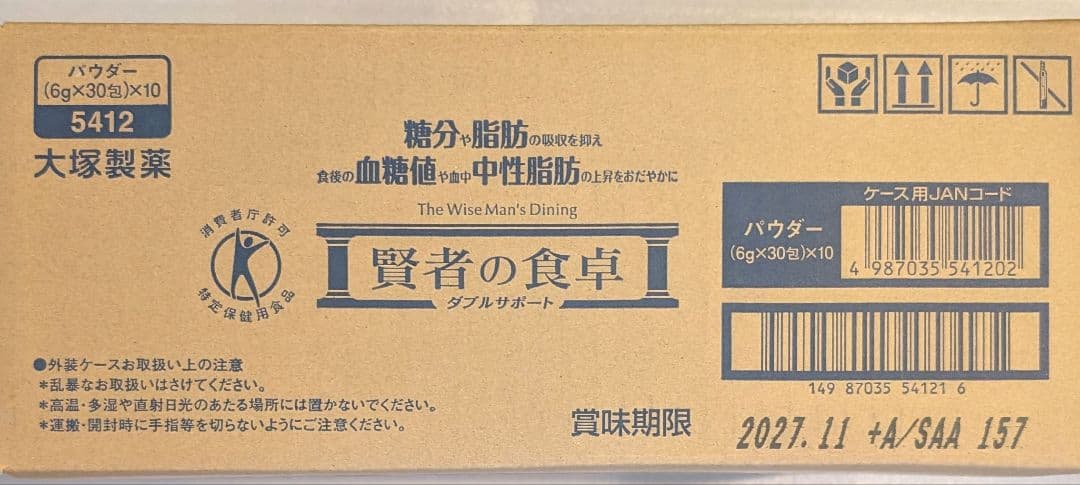 パウダー
(6g×30包)×10
5412
大塚製薬
糖分や脂肪の吸収を抑え
食後の血糖値や血中中性脂肪の上昇をおだやかに
The Wise Man's Dining
賢者の食卓
ダブルサポート
消費者庁許可
特定保健用食品
ケース用JANコード
パウダー
(6g×30包)×10
4 987035 541202
149 87035 54121 6
●外装ケースお取扱い上の注意
*乱暴なお取扱いはさけてください。
*高温・多湿や直射日光のあたる場所には置かないでください。
*運搬・開封時に手指等を切らないようにご注意ください。
賞味期限
2027.11 +A/SAA 157